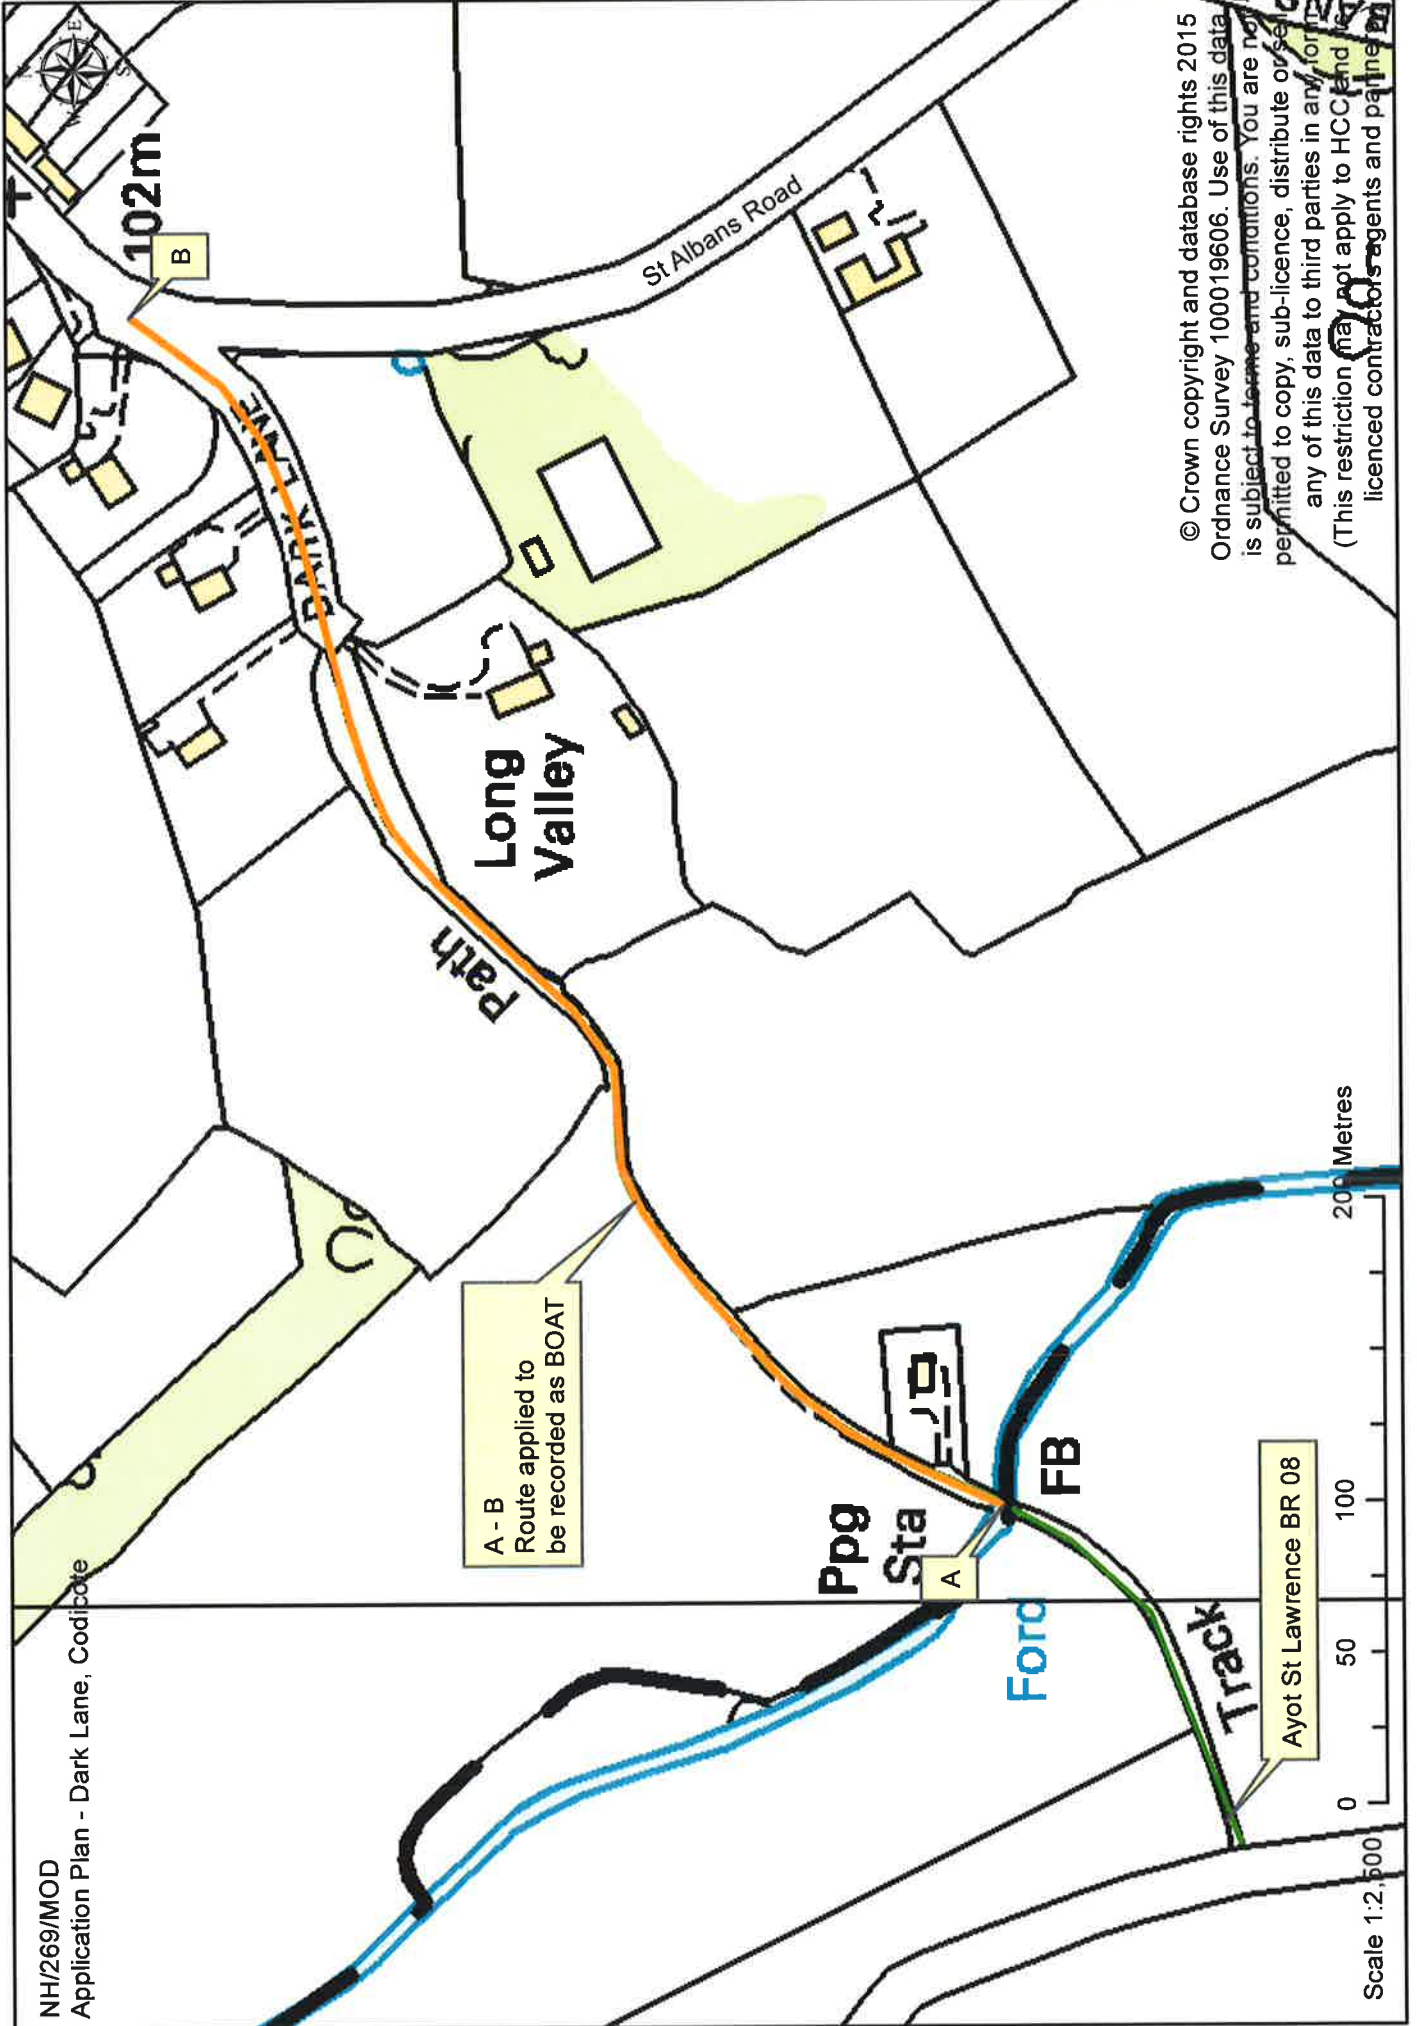 NH/269/MOD
Application Plan - Dark Lane, Codicote
N
E
S
W
102m
B
DARK LANE
St Albans Road
Long
Valley
Path
A - B
Route applied to
be recorded as BOAT
Ppg
Sta
A
FB
Ford
Track
Ayot St Lawrence BR 08
© Crown copyright and database rights 2015
Ordnance Survey 100019606. Use of this data
is subject to terms and conditions. You are not
permitted to copy, sub-licence, distribute or sell
any of this data to third parties in any form
(This restriction may not apply to HCC and its
licenced contractors agents and partners
Scale 1:2,500
0 50 100 200 Metres